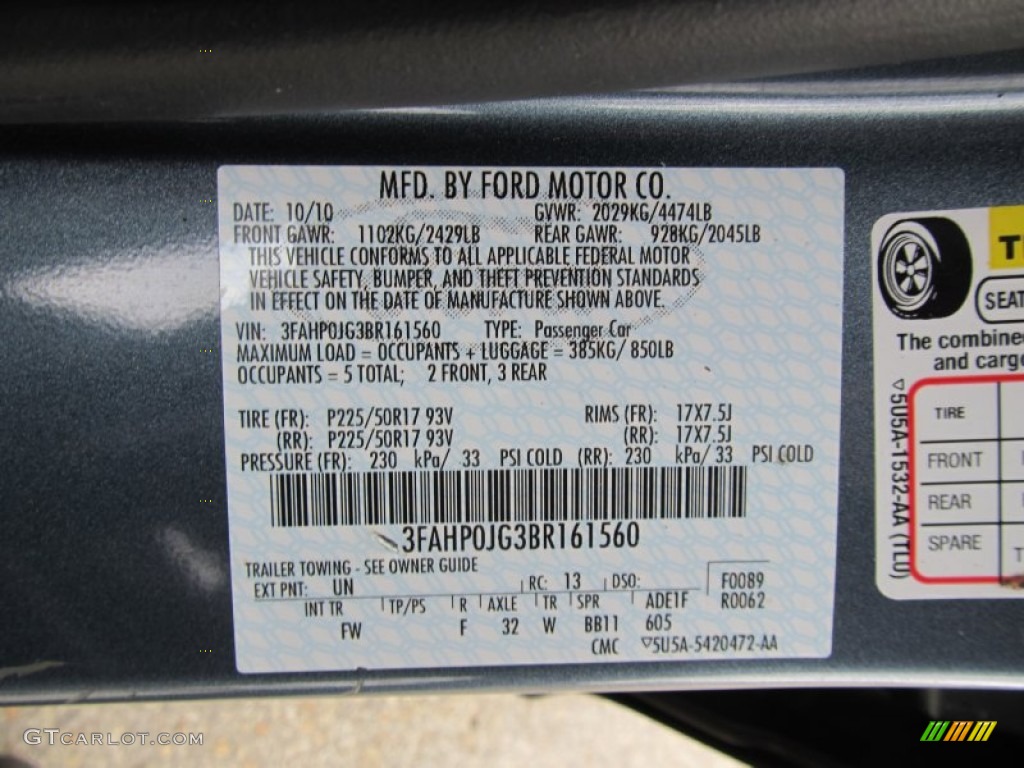 MFD. BY FORD MOTOR CO.
DATE: 10/10 GVWR: 2029KG/4474LB
FRONT GAWR: 1102KG/2429LB REAR GAWR: 928KG/2045LB
THIS VEHICLE CONFORMS TO ALL APPLICABLE FEDERAL MOTOR
VEHICLE SAFETY, BUMPER, AND THEFT PREVENTION STANDARDS
IN EFFECT ON THE DATE OF MANUFACTURE SHOWN ABOVE.
VIN: 3FAHP0JG3BR161560 TYPE: Passenger Car
MAXIMUM LOAD = OCCUPANTS + LUGGAGE = 385KG/ 850LB
OCCUPANTS = 5 TOTAL; 2 FRONT, 3 REAR
TIRE (FR): P225/50R17 93V RIMS (FR): 17X7.5J
(RR): P225/50R17 93V (RR): 17X7.5J
PRESSURE (FR): 230 kPa/ 33 PSI COLD (RR): 230 kPa/ 33 PSI COLD
3FAHP0JG3BR161560
TRAILER TOWING - SEE OWNER GUIDE
EXT PNT: UN RC: 13 DSO: F0089
INT TR TP/PS R AXLE TR SPR ADE1F R0062
FW F 32 W BB11 605
CMC ▽5U5A-5420472-AA
T
SEAT
The combine
and carg
▽5U5A-1532-AA (TLU)
TIRE
FRONT
REAR
SPARE T
GTCARLOT.COM